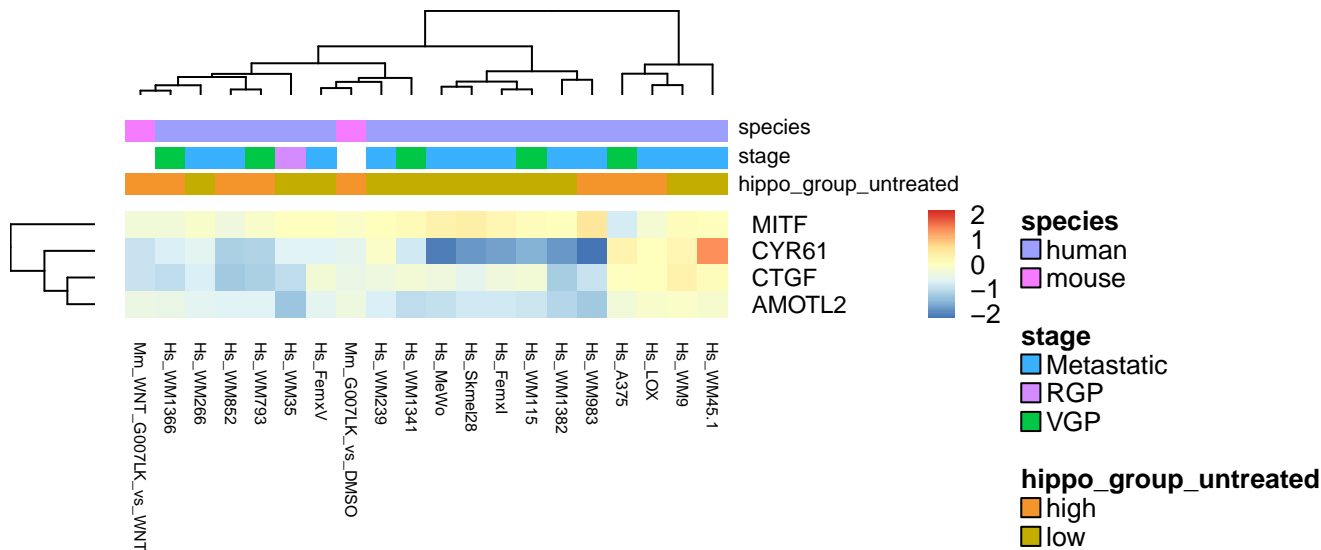 species
stage
hippo_group_untreated
MITF
CYR61
CTGF
AMOTL2
2
1
0
−1
−2
species
human
mouse
stage
Metastatic
RGP
VGP
hippo_group_untreated
high
low
Mm_WNT_G007LK_vs_WNT
Hs_WM1366
Hs_WM266
Hs_WM852
Hs_WM793
Hs_WM35
Hs_FemxV
Mm_G007LK_vs_DMSO
Hs_WM239
Hs_WM1341
Hs_MeWo
Hs_Skmel28
Hs_FemxI
Hs_WM115
Hs_WM1382
Hs_WM983
Hs_A375
Hs_LOX
Hs_WM9
Hs_WM45.1